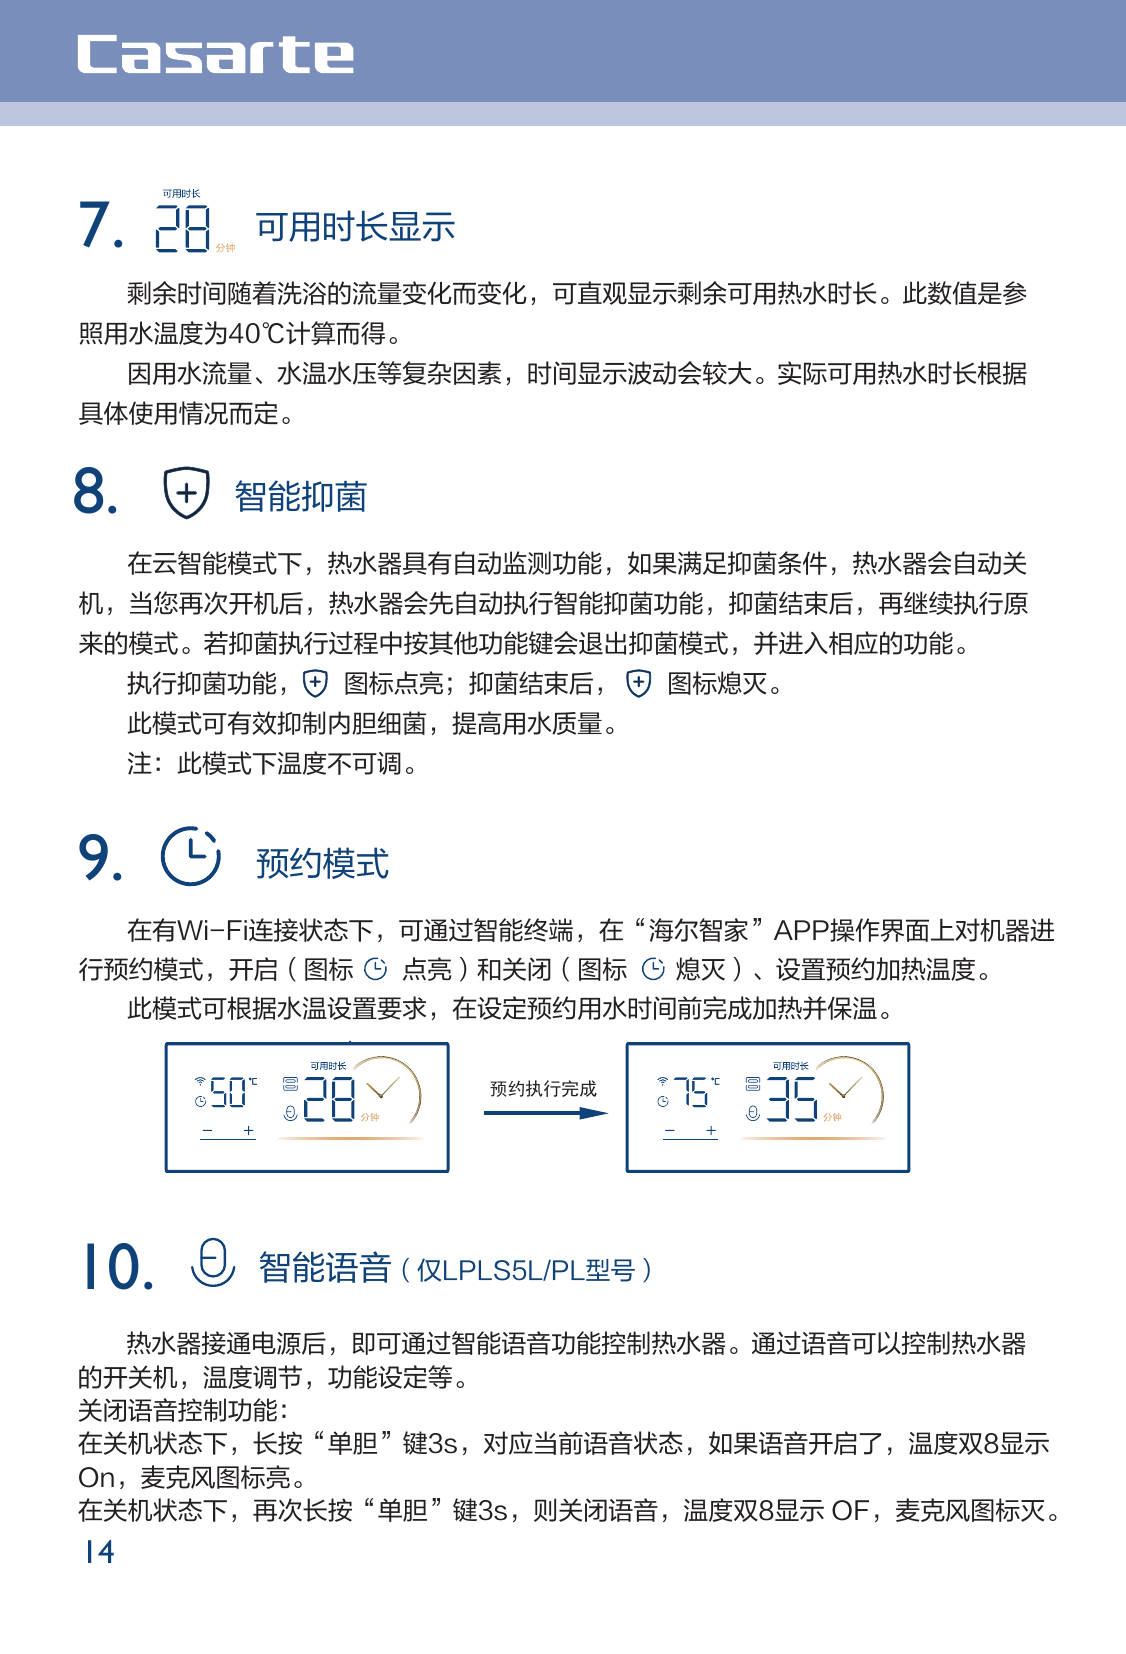 Casarte
可用时长
7. 28 分钟 可用时长显示
剩余时间随着洗浴的流量变化而变化，可直观显示剩余可用热水时长。此数值是参
照用水温度为40℃计算而得。
因用水流量、水温水压等复杂因素，时间显示波动会较大。实际可用热水时长根据
具体使用情况而定。
8. 智能抑菌
在云智能模式下，热水器具有自动监测功能，如果满足抑菌条件，热水器会自动关
机，当您再次开机后，热水器会先自动执行智能抑菌功能，抑菌结束后，再继续执行原
来的模式。若抑菌执行过程中按其他功能键会退出抑菌模式，并进入相应的功能。
执行抑菌功能， 图标点亮；抑菌结束后， 图标熄灭。
此模式可有效抑制内胆细菌，提高用水质量。
注：此模式下温度不可调。
9. 预约模式
在有Wi-Fi连接状态下，可通过智能终端，在“海尔智家”APP操作界面上对机器进
行预约模式，开启（图标 点亮）和关闭（图标 熄灭）、设置预约加热温度。
此模式可根据水温设置要求，在设定预约用水时间前完成加热并保温。
可用时长
50℃ 28 分钟
－ ＋
预约执行完成
可用时长
75℃ 35 分钟
－ ＋
10. 智能语音（仅LPLS5L/PL型号）
热水器接通电源后，即可通过智能语音功能控制热水器。通过语音可以控制热水器
的开关机，温度调节，功能设定等。
关闭语音控制功能：
在关机状态下，长按“单胆”键3s，对应当前语音状态，如果语音开启了，温度双8显示
On，麦克风图标亮。
在关机状态下，再次长按“单胆”键3s，则关闭语音，温度双8显示 OF，麦克风图标灭。
14